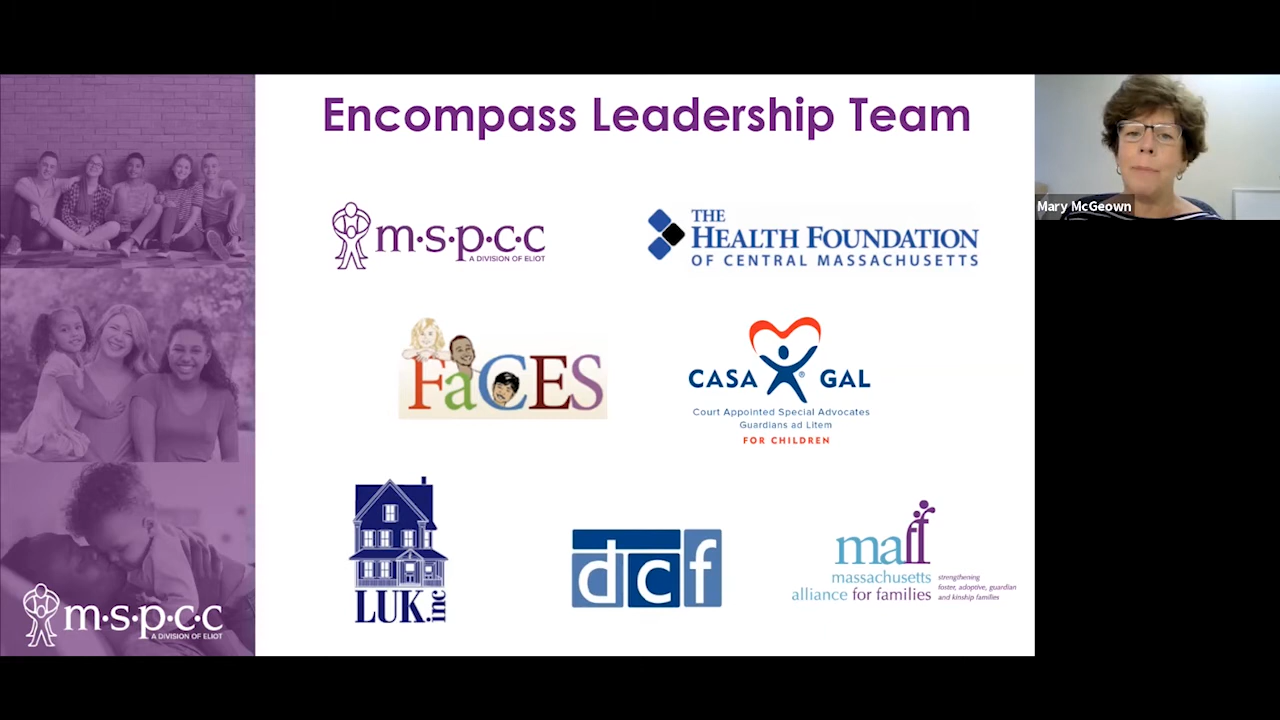 Encompass Leadership Team
Mary McGeown
m·s·p·c·c
A DIVISION OF ELIOT
THE
HEALTH FOUNDATION
OF CENTRAL MASSACHUSETTS
FaCES
CASA GAL
®
Court Appointed Special Advocates
Guardians ad Litem
FOR CHILDREN
LUK.inc
dcf
maff
massachusetts
alliance for families
strengthening
foster, adoptive, guardian
and kinship families
m·s·p·c·c
A DIVISION OF ELIOT